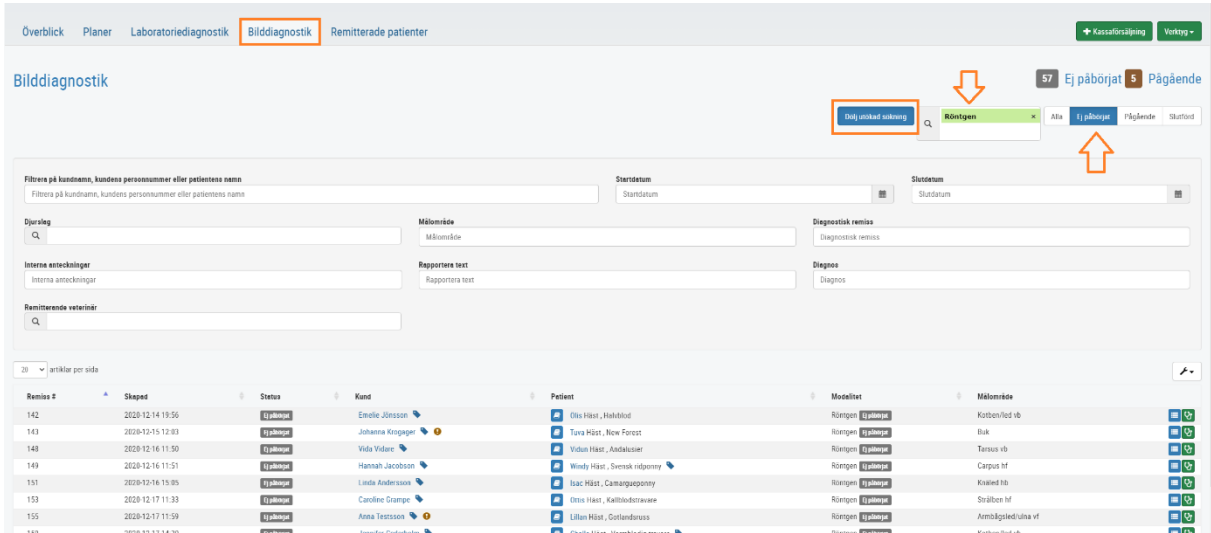 Överblick Planer Laboratoriediagnostik Bilddiagnostik Remitterade patienter Kassaförsäljning Verktyg
Bilddiagnostik 57 Ej påbörjat 5 Pågående
Dölj utökad sökning Röntgen × Alla Ej påbörjat Pågående Slutförd
Filtrera på kundnamn, kundens personnummer eller patientens namn Startdatum Slutdatum
Filtrera på kundnamn, kundens personnummer eller patientens namn Startdatum Slutdatum
Djurslag Målområde Diagnostisk remiss
Målområde Diagnostisk remiss
Interna anteckningar Rapportera text Diagnos
Interna anteckningar Rapportera text Diagnos
Remitterande veterinär
20 artiklar per sida
Remiss # Skapad Status Kund Patient Modalitet Målområde
142 2020-12-14 19:56 Ej påbörjat Emelie Jönsson Olis Häst , Halvblod Röntgen Ej påbörjat Kotben/led vb
143 2020-12-15 12:03 Ej påbörjat Johanna Krogager Tuva Häst , New Forest Röntgen Ej påbörjat Buk
148 2020-12-16 11:50 Ej påbörjat Vida Vidare Vidun Häst , Andalusier Röntgen Ej påbörjat Tarsus vb
149 2020-12-16 11:51 Ej påbörjat Hannah Jacobson Windy Häst , Svensk ridponny Röntgen Ej påbörjat Carpus hf
151 2020-12-16 15:05 Ej påbörjat Linda Andersson Isac Häst , Camargueponny Röntgen Ej påbörjat Knäled hb
153 2020-12-17 11:33 Ej påbörjat Caroline Grampe Ottis Häst , Kallblodstravare Röntgen Ej påbörjat Strålben hf
155 2020-12-17 11:59 Ej påbörjat Anna Testsson Lillan Häst , Gotlandsruss Röntgen Ej påbörjat Armbågsled/ulna vf